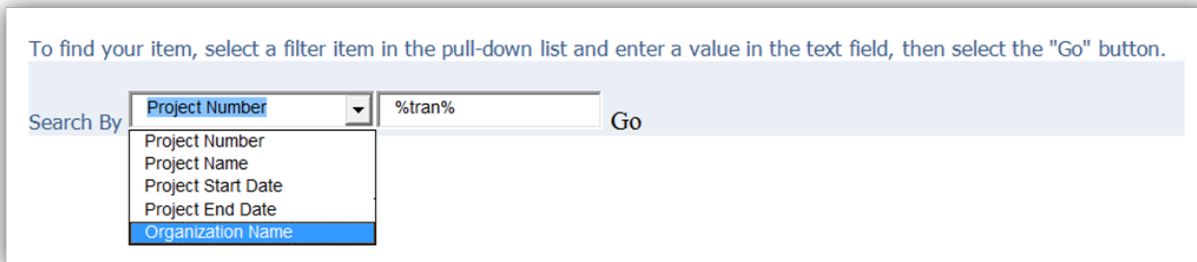 To find your item, select a filter item in the pull-down list and enter a value in the text field, then select the "Go" button.
Search By Project Number %tran% Go
Project Number
Project Name
Project Start Date
Project End Date
Organization Name